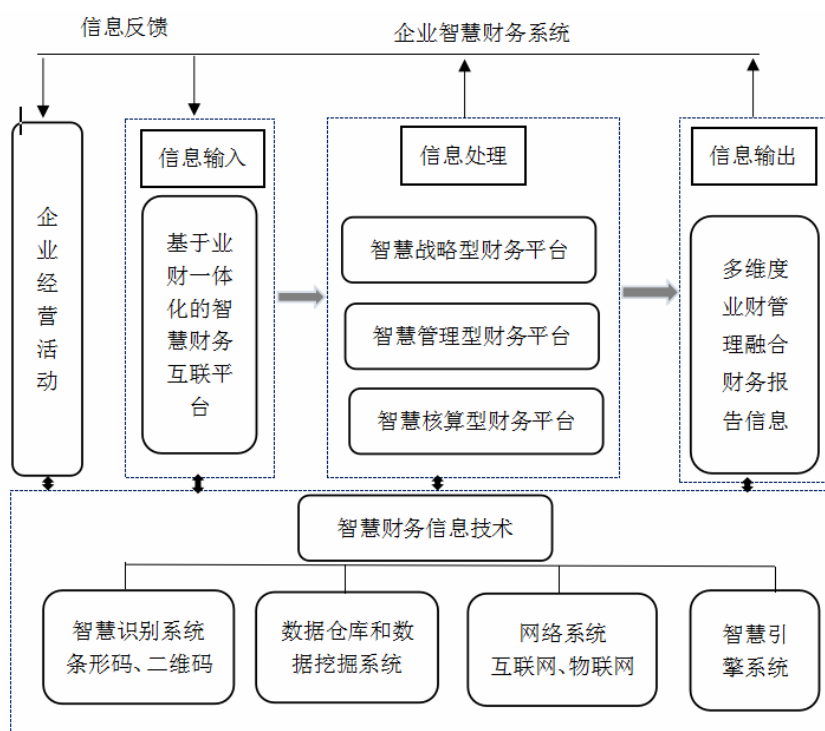 信息反馈
企业智慧财务系统
企
业
经
营
活
动
信息输入
基于业
财一体
化的智
慧财务
互联平
台
信息处理
智慧战略型财务平台
智慧管理型财务平台
智慧核算型财务平台
信息输出
多维度
业财管
理融合
财务报
告信息
智慧财务信息技术
智慧识别系统
条形码、二维码
数据仓库和数
据挖掘系统
网络系统
互联网、物联网
智慧引
擎系统